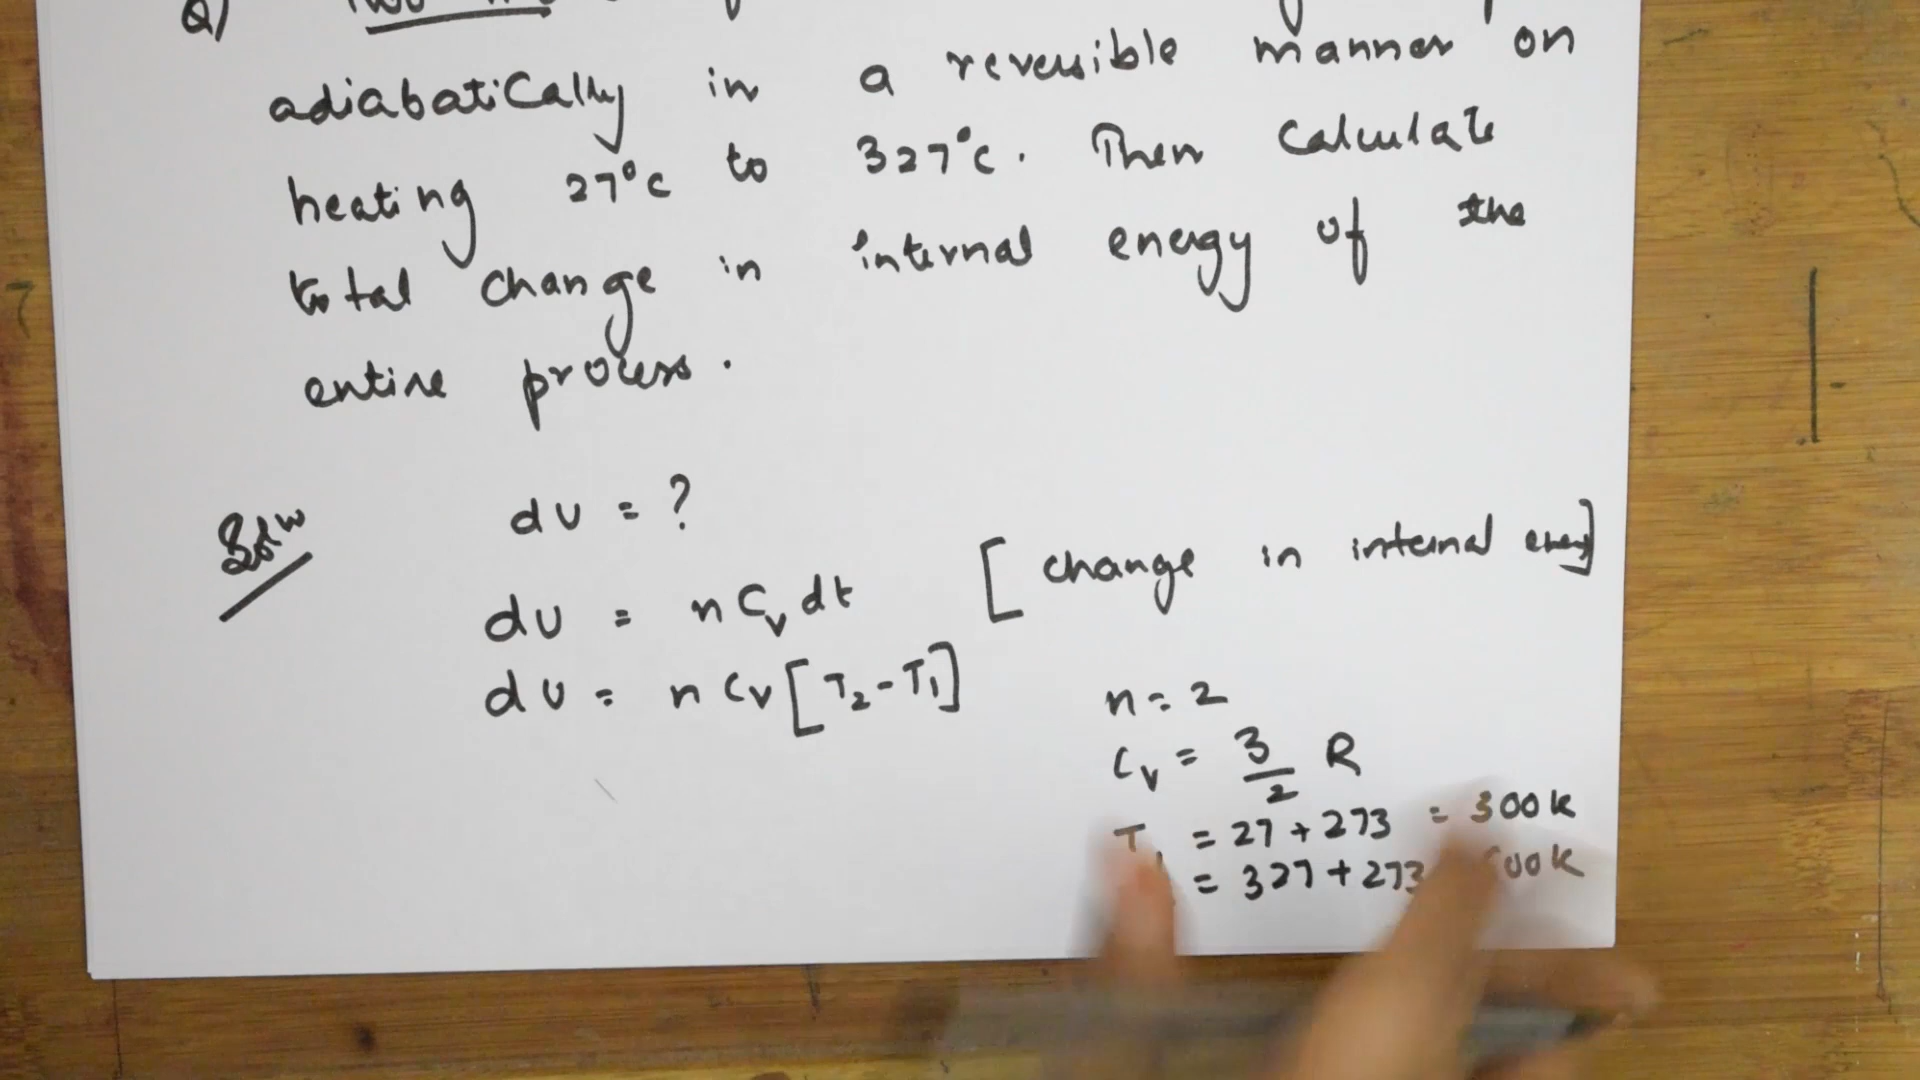 Q)
adiabatically in a reversible manner on
heating 27°C to 327°C. Then Calculate
total change in internal energy of the
entire process.
Soln
du = ?
du = nCvdt [change in internal energy]
du = nCv[T2-T1]
n = 2
Cv = 3/2 R
T = 27 + 273 = 300k
= 327 + 273 00k